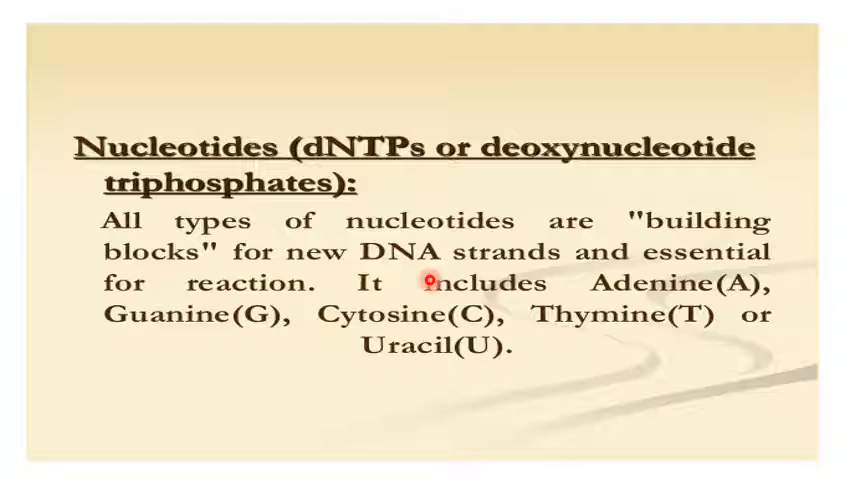 Nucleotides (dNTPs or deoxynucleotide
triphosphates):
All types of nucleotides are "building
blocks" for new DNA strands and essential
for reaction. It includes Adenine(A),
Guanine(G), Cytosine(C), Thymine(T) or
Uracil(U).